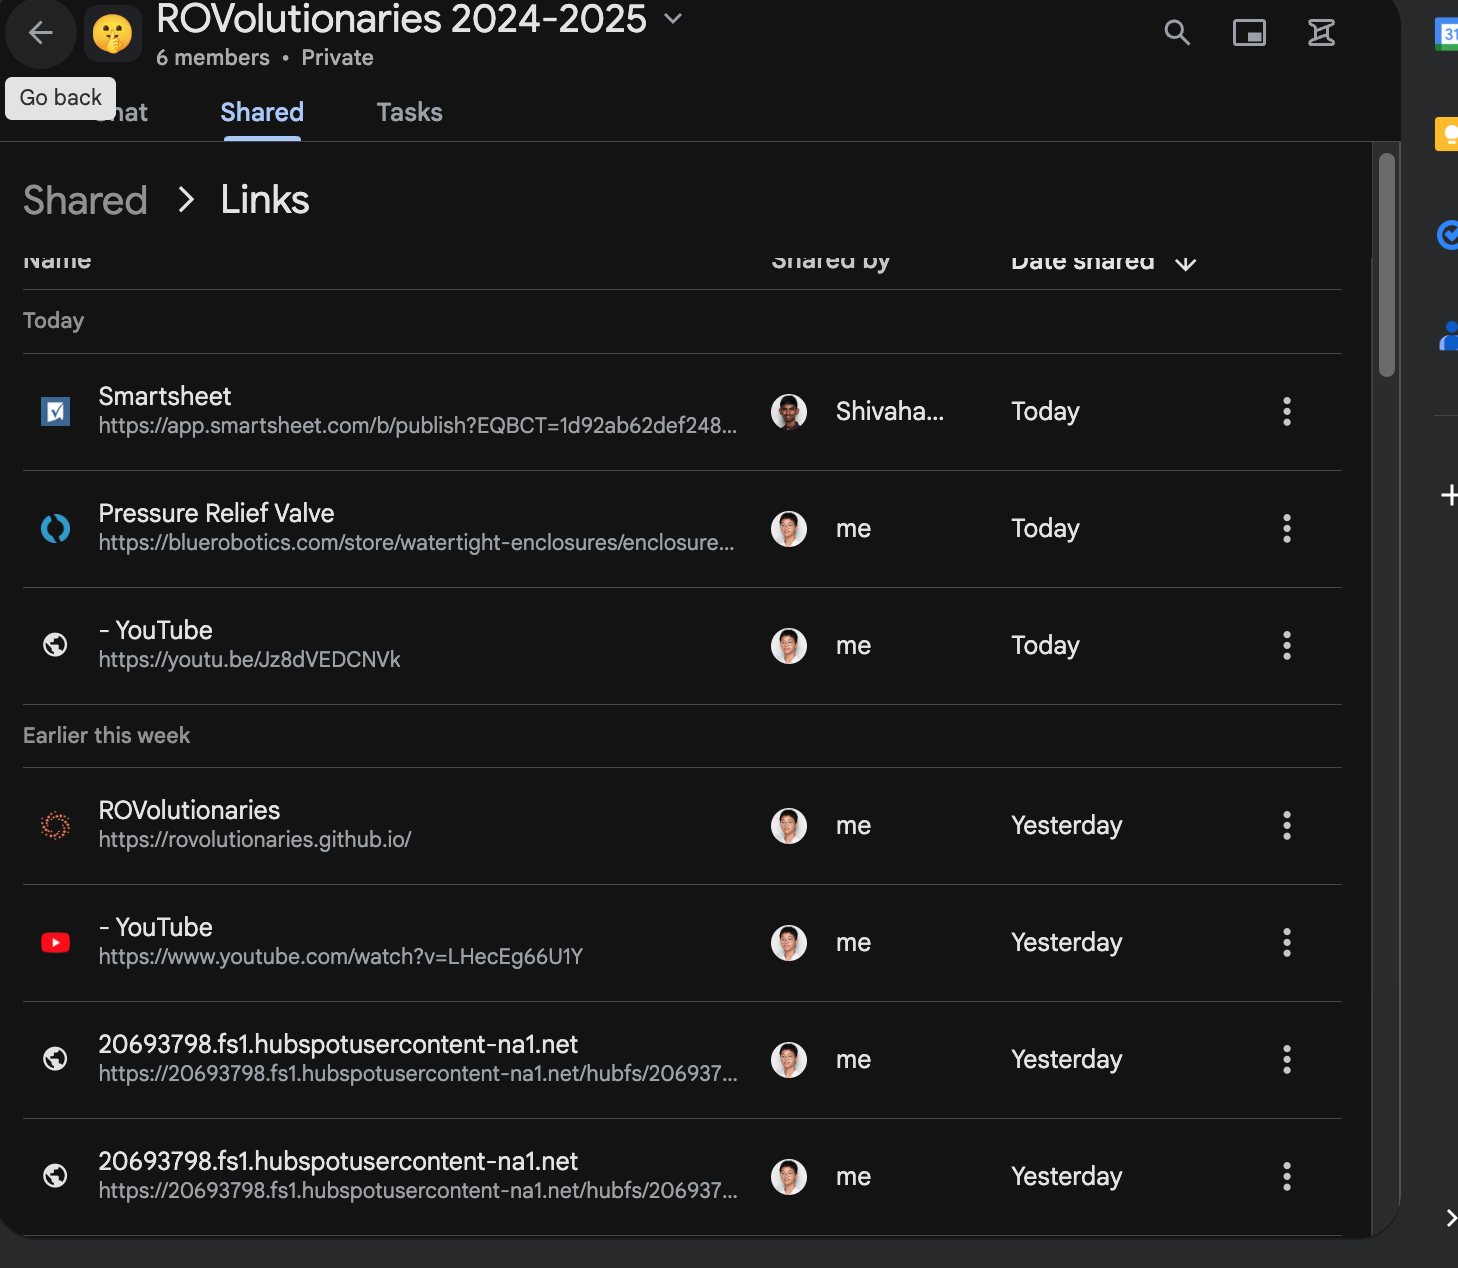 ROVolutionaries 2024-2025
6 members • Private
Go back
hat
Shared
Tasks
Shared > Links
Name
Shared by
Date shared
Today
Smartsheet
https://app.smartsheet.com/b/publish?EQBCT=1d92ab62def248...
Shivaha...
Today
Pressure Relief Valve
https://bluerobotics.com/store/watertight-enclosures/enclosure...
me
Today
- YouTube
https://youtu.be/Jz8dVEDCNVk
me
Today
Earlier this week
ROVolutionaries
https://rovolutionaries.github.io/
me
Yesterday
- YouTube
https://www.youtube.com/watch?v=LHecEg66U1Y
me
Yesterday
20693798.fs1.hubspotusercontent-na1.net
https://20693798.fs1.hubspotusercontent-na1.net/hubfs/206937...
me
Yesterday
20693798.fs1.hubspotusercontent-na1.net
https://20693798.fs1.hubspotusercontent-na1.net/hubfs/206937...
me
Yesterday
31